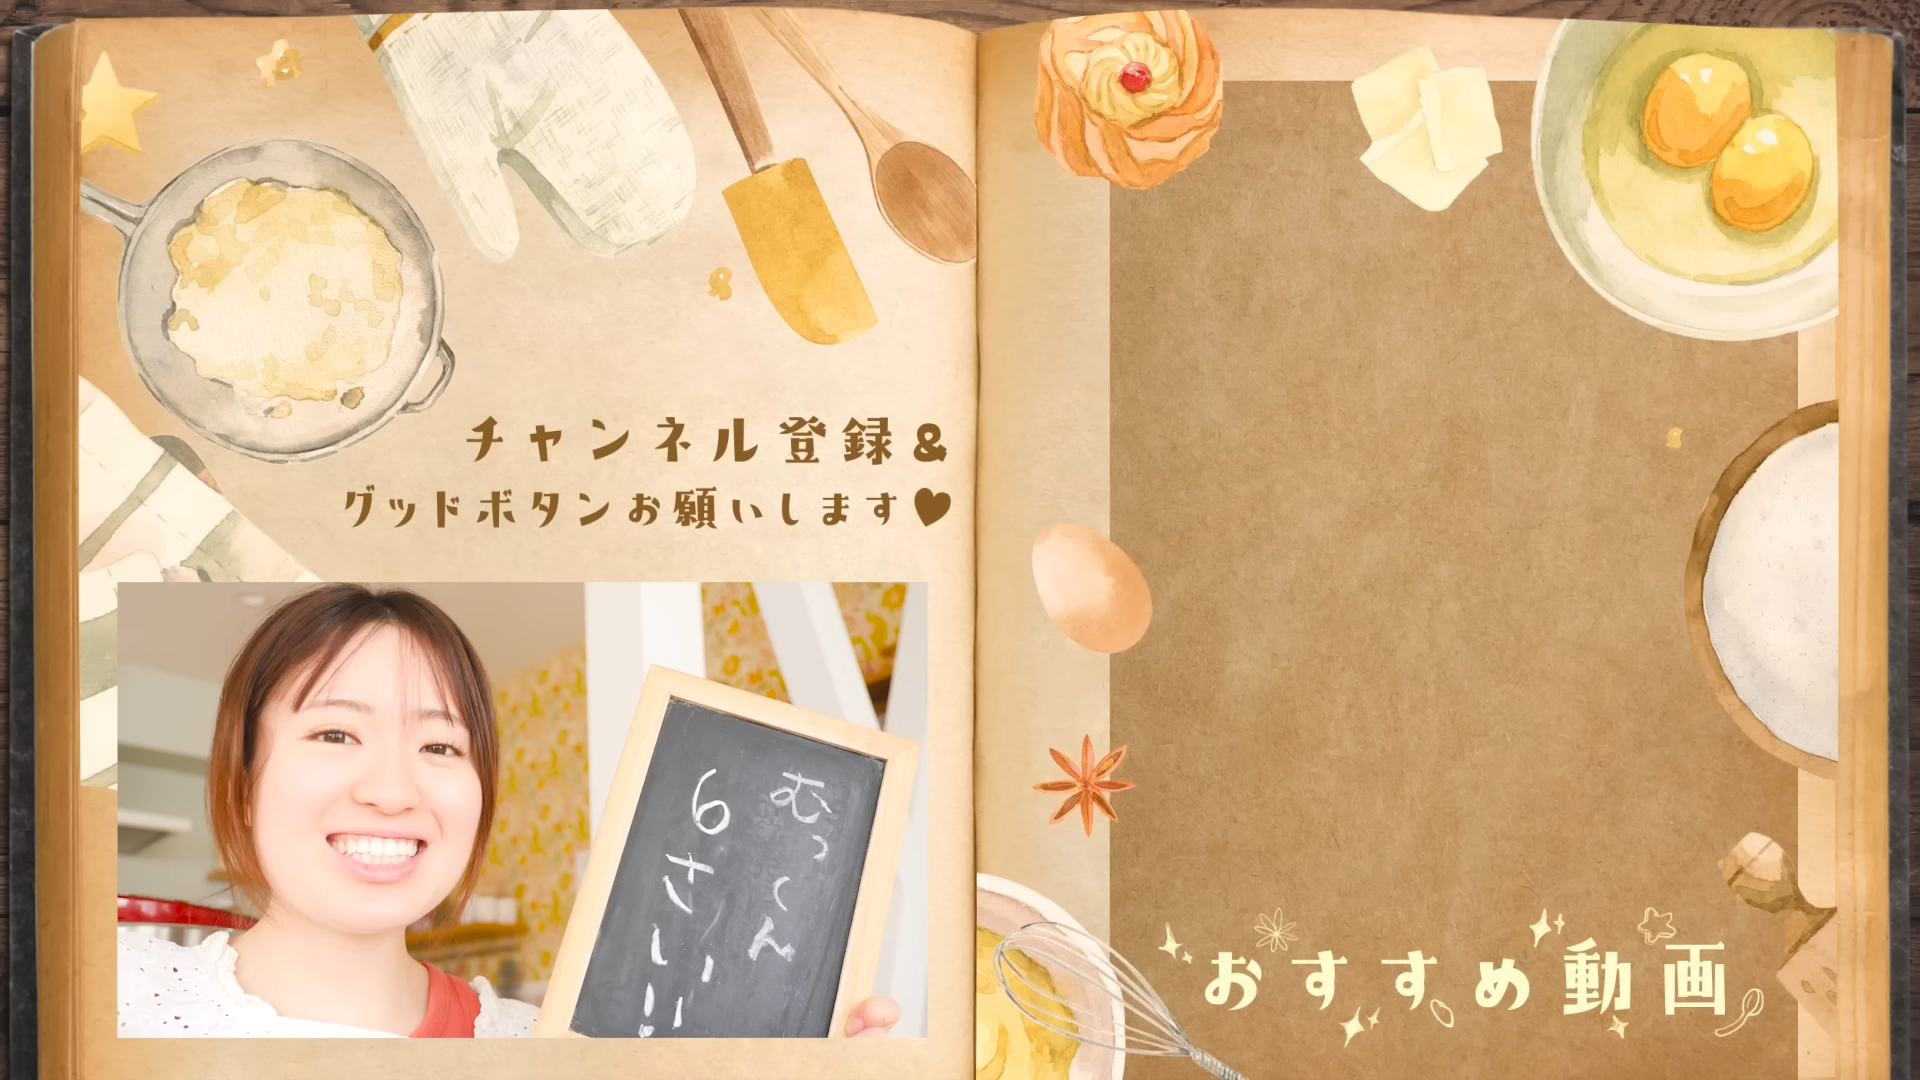 チャンネル登録&
グッドボタンお願いします♥
むっくん
6さい!!
おすすめ動画